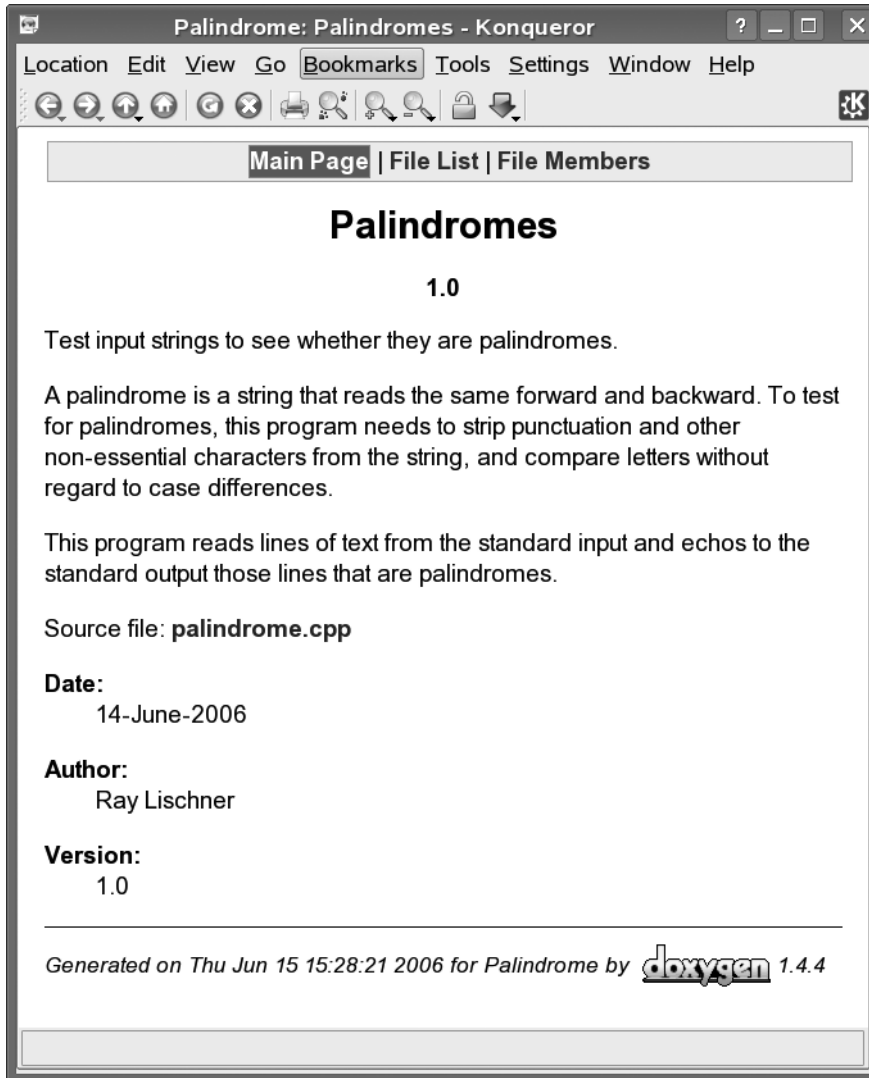 Palindrome: Palindromes - Konqueror ?
Location Edit View Go Bookmarks Tools Settings Window Help
Main Page | File List | File Members
Palindromes
1.0
Test input strings to see whether they are palindromes.
A palindrome is a string that reads the same forward and backward. To test
for palindromes, this program needs to strip punctuation and other
non-essential characters from the string, and compare letters without
regard to case differences.
This program reads lines of text from the standard input and echos to the
standard output those lines that are palindromes.
Source file: palindrome.cpp
Date:
14-June-2006
Author:
Ray Lischner
Version:
1.0
Generated on Thu Jun 15 15:28:21 2006 for Palindrome by doxygen 1.4.4